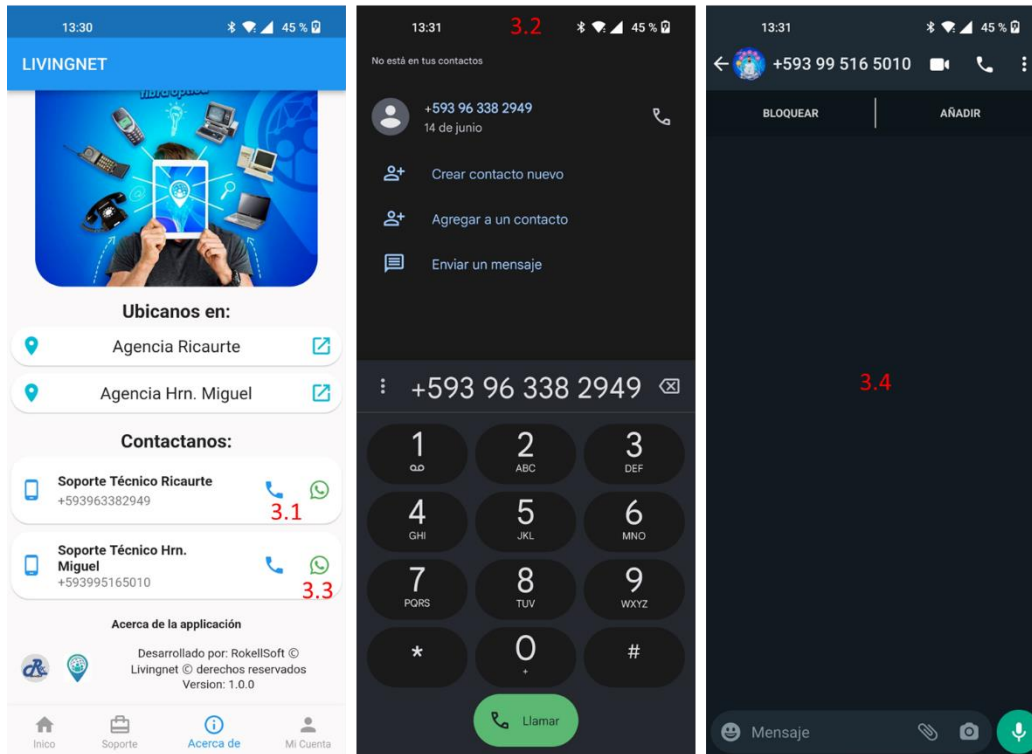 13:30
45 %
LIVINGNET
fibra óptica
Ubicanos en:
Agencia Ricaurte
Agencia Hrn. Miguel
Contactanos:
Soporte Técnico Ricaurte
+593963382949
3.1
Soporte Técnico Hrn.
Miguel
+593995165010
3.3
Acerca de la aplicación
Desarrollado por: RokellSoft ©
Livingnet © derechos reservados
Version: 1.0.0
Inico
Soporte
Acerca de
Mi Cuenta
13:31
3.2
45 %
No está en tus contactos
+593 96 338 2949
14 de junio
Crear contacto nuevo
Agregar a un contacto
Enviar un mensaje
+593 96 338 2949
1 2 3
ABC DEF
4 5 6
GHI JKL MNO
7 8 9
PQRS TUV WXYZ
* 0 #
+
Llamar
13:31
45 %
+593 99 516 5010
BLOQUEAR AÑADIR
3.4
Mensaje